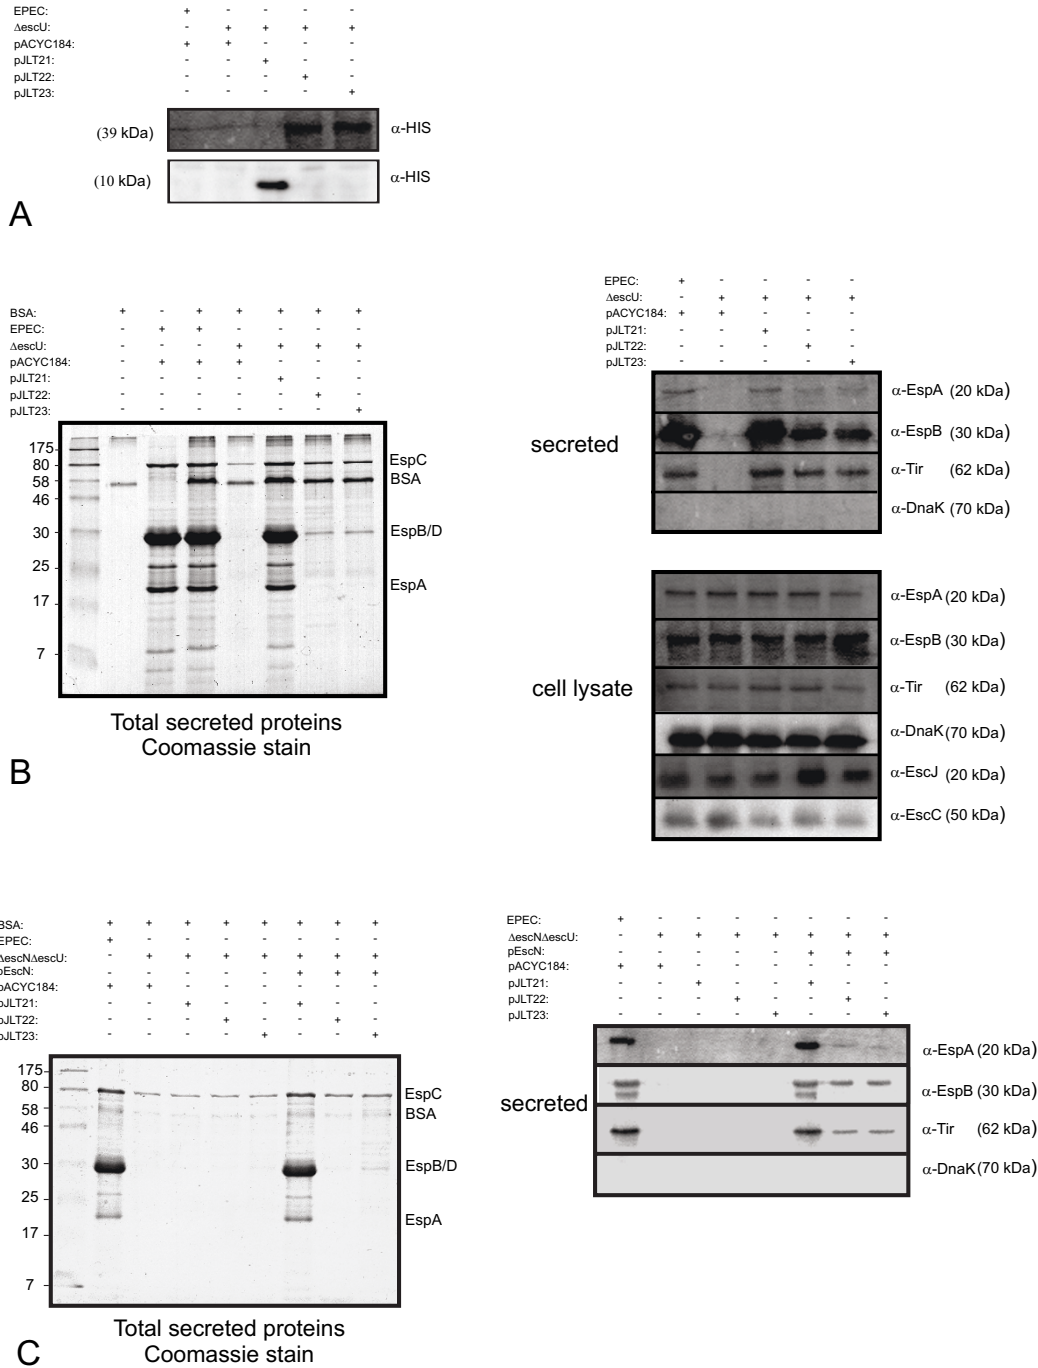 EPEC: + - - - -
ΔescU: - + + + +
pACYC184: + + - - -
pJLT21: - - + - -
pJLT22: - - - + -
pJLT23: - - - - +
(39 kDa) α-HIS
(10 kDa) α-HIS
A
BSA: + - + + + + +
EPEC: - + + - - - -
ΔescU: - - - + + + +
pACYC184: - + + + - - -
pJLT21: - - - - + - -
pJLT22: - - - - - + -
pJLT23: - - - - - - +
175
80
58
46
30
25
17
7
EspC
BSA
EspB/D
EspA
Total secreted proteins
Coomassie stain
B
EPEC: + - - - -
ΔescU: - + + + +
pACYC184: + + - - -
pJLT21: - - + - -
pJLT22: - - - + -
pJLT23: - - - - +
secreted
α-EspA (20 kDa)
α-EspB (30 kDa)
α-Tir (62 kDa)
α-DnaK (70 kDa)
cell lysate
α-EspA (20 kDa)
α-EspB (30 kDa)
α-Tir (62 kDa)
α-DnaK (70 kDa)
α-EscJ (20 kDa)
α-EscC (50 kDa)
BSA: + + + + + + + +
EPEC: + - - - - - - -
ΔescNΔescU: - + + + + + + +
pEscN: - - - - - + + +
pACYC184: + + - - - - - -
pJLT21: - - + - - + - -
pJLT22: - - - + - - + -
pJLT23: - - - - + - - +
175
80
58
46
30
25
17
7
EspC
BSA
EspB/D
EspA
Total secreted proteins
Coomassie stain
C
EPEC: + - - - - - - -
ΔescNΔescU: - + + + + + + +
pEscN: - - - - - + + +
pACYC184: + + - - - - - -
pJLT21: - - + - - + - -
pJLT22: - - - + - - + -
pJLT23: - - - - + - - +
secreted
α-EspA (20 kDa)
α-EspB (30 kDa)
α-Tir (62 kDa)
α-DnaK (70 kDa)